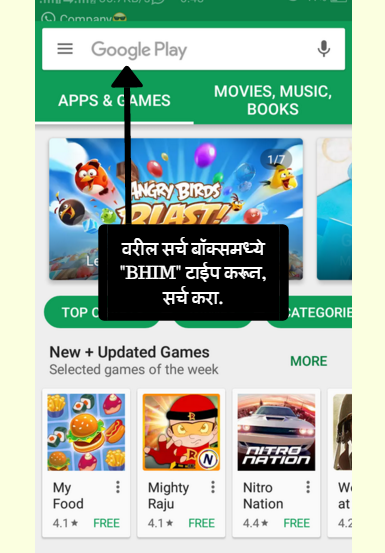 Company
Google Play
APPS & GAMES
MOVIES, MUSIC,
BOOKS
1/7
ANGRY BIRDS
BLAST!
वरील सर्च बॉक्समध्ये
"BHIM" टाईप करून,
सर्च करा.
TOP
CATEGORIE
New + Updated Games
MORE
Selected games of the week
NITRO
NATION
My
Food
4.1★ FREE
Mighty
Raju
4.1★ FREE
Nitro
Nation
4.4★ FREE
at
4.2